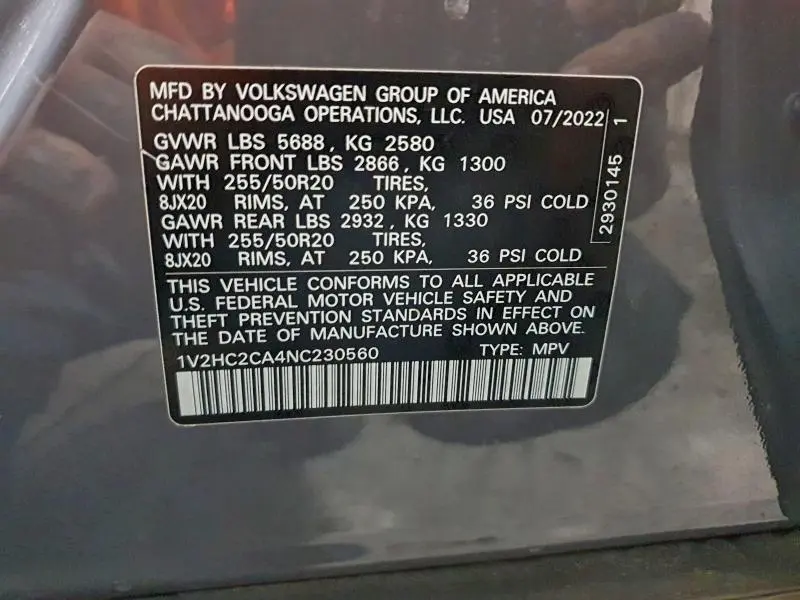 MFD BY VOLKSWAGEN GROUP OF AMERICA
CHATTANOOGA OPERATIONS, LLC. USA 07/2022
GVWR LBS 5688, KG 2580
GAWR FRONT LBS 2866, KG 1300
WITH 255/50R20 TIRES,
8JX20 RIMS, AT 250 KPA, 36 PSI COLD
GAWR REAR LBS 2932, KG 1330
WITH 255/50R20 TIRES,
8JX20 RIMS, AT 250 KPA, 36 PSI COLD
THIS VEHICLE CONFORMS TO ALL APPLICABLE
U.S. FEDERAL MOTOR VEHICLE SAFETY AND
THEFT PREVENTION STANDARDS IN EFFECT ON
THE DATE OF MANUFACTURE SHOWN ABOVE.
1V2HC2CA4NC230560 TYPE: MPV
2930145 1